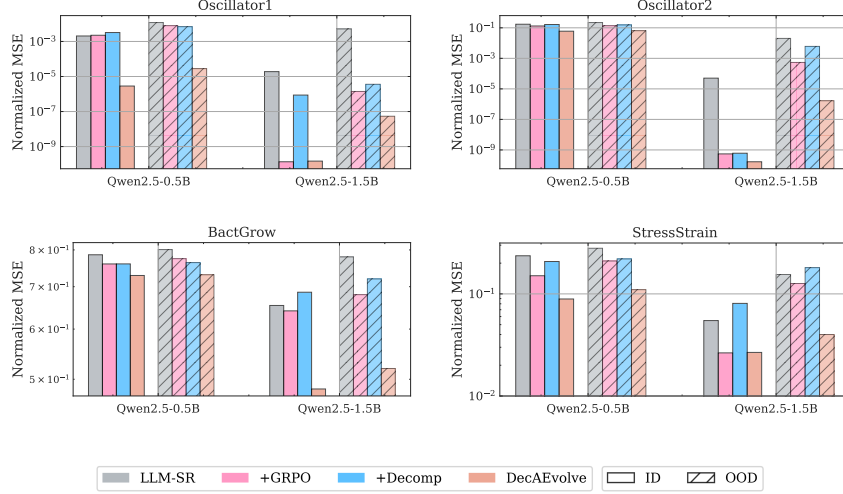 Oscillator1
Normalized MSE
10⁻³
10⁻⁵
10⁻⁷
10⁻⁹
Qwen2.5-0.5B
Qwen2.5-1.5B
Oscillator2
Normalized MSE
10⁻¹
10⁻³
10⁻⁵
10⁻⁷
10⁻⁹
Qwen2.5-0.5B
Qwen2.5-1.5B
BactGrow
Normalized MSE
8 × 10⁻¹
7 × 10⁻¹
6 × 10⁻¹
5 × 10⁻¹
Qwen2.5-0.5B
Qwen2.5-1.5B
StressStrain
Normalized MSE
10⁻¹
10⁻²
Qwen2.5-0.5B
Qwen2.5-1.5B
LLM-SR +GRPO +Decomp DecAEvolve ID OOD